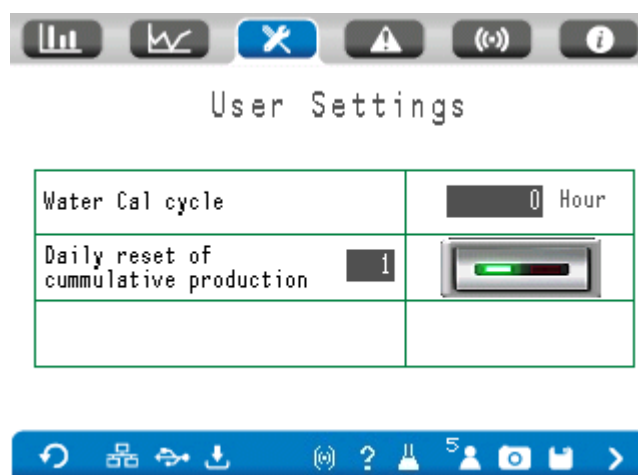 User Settings
Water Cal cycle
0 Hour
Daily reset of
cummulative production
1
5
?